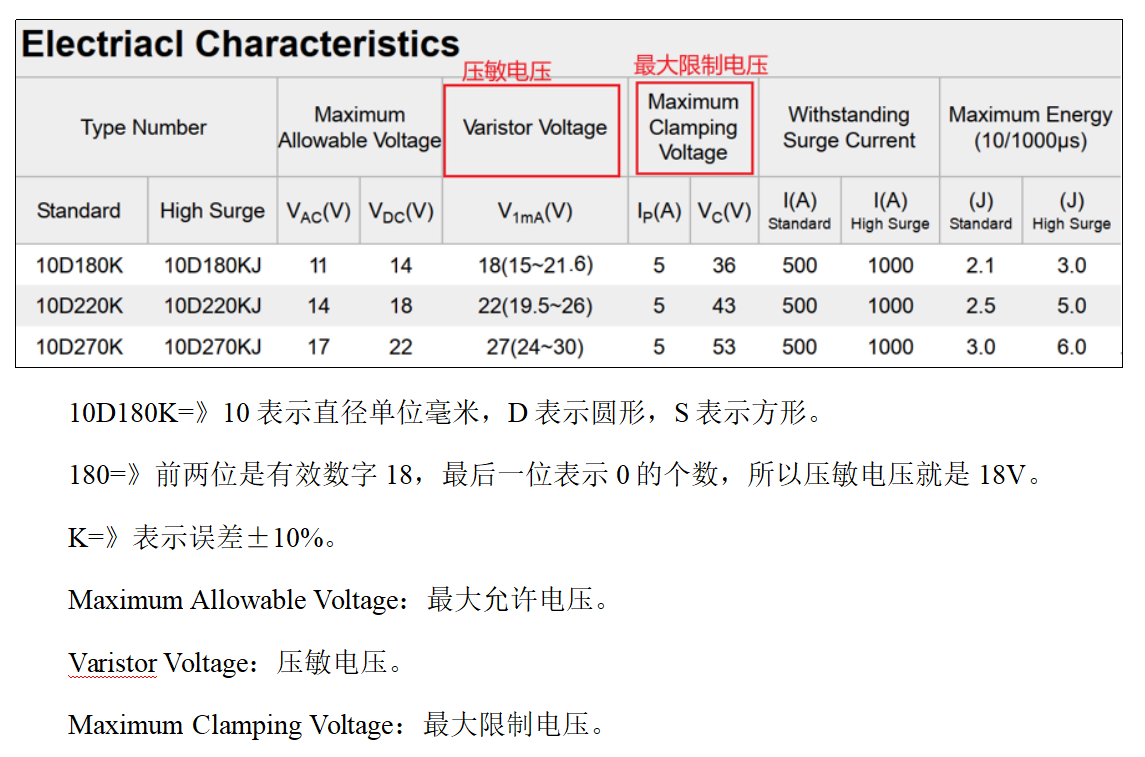 Electriacl Characteristics
压敏电压
最大限制电压
Type Number Maximum Allowable Voltage Varistor Voltage Maximum Clamping Voltage Withstanding Surge Current Maximum Energy (10/1000μs)
Standard High Surge VAC(V) VDC(V) V1mA(V) IP(A) VC(V) I(A) Standard I(A) High Surge (J) Standard (J) High Surge
10D180K 10D180KJ 11 14 18(15~21.6) 5 36 500 1000 2.1 3.0
10D220K 10D220KJ 14 18 22(19.5~26) 5 43 500 1000 2.5 5.0
10D270K 10D270KJ 17 22 27(24~30) 5 53 500 1000 3.0 6.0
10D180K=》10 表示直径单位毫米，D 表示圆形，S 表示方形。
180=》前两位是有效数字 18，最后一位表示 0 的个数，所以压敏电压就是 18V。
K=》表示误差±10%。
Maximum Allowable Voltage：最大允许电压。
Varistor Voltage：压敏电压。
Maximum Clamping Voltage：最大限制电压。